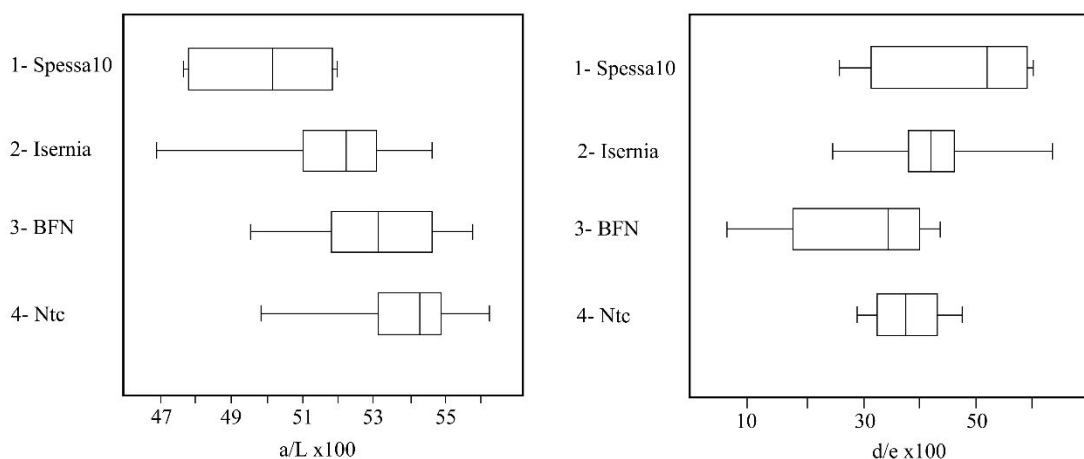 1- Spessa10
2- Isernia
3- BFN
4- Ntc
47 49 51 53 55
a/L x100
1- Spessa10
2- Isernia
3- BFN
4- Ntc
10 30 50
d/e x100